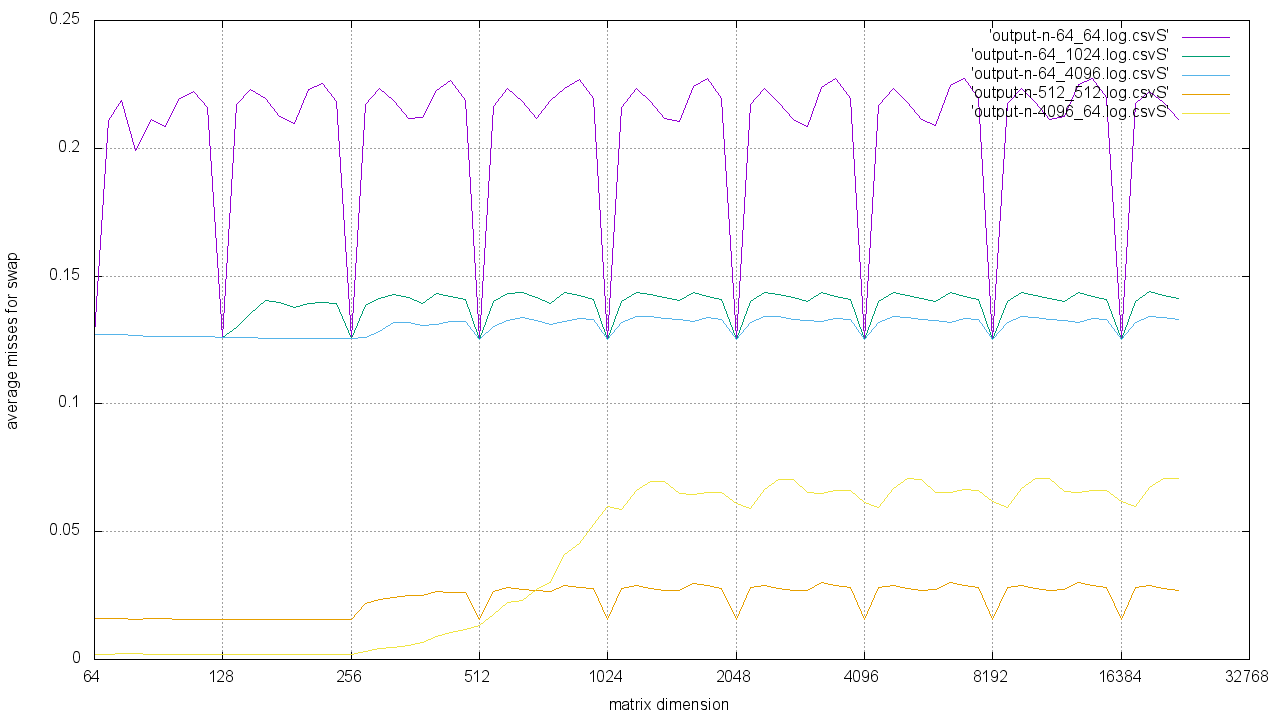 0.25
0.2
0.15
0.1
0.05
0
average misses for swap
'output-n-64_64.log.csvS'
'output-n-64_1024.log.csvS'
'output-n-64_4096.log.csvS'
'output-n-512_512.log.csvS'
'output-n-4096_64.log.csvS'
64 128 256 512 1024 2048 4096 8192 16384 32768
matrix dimension